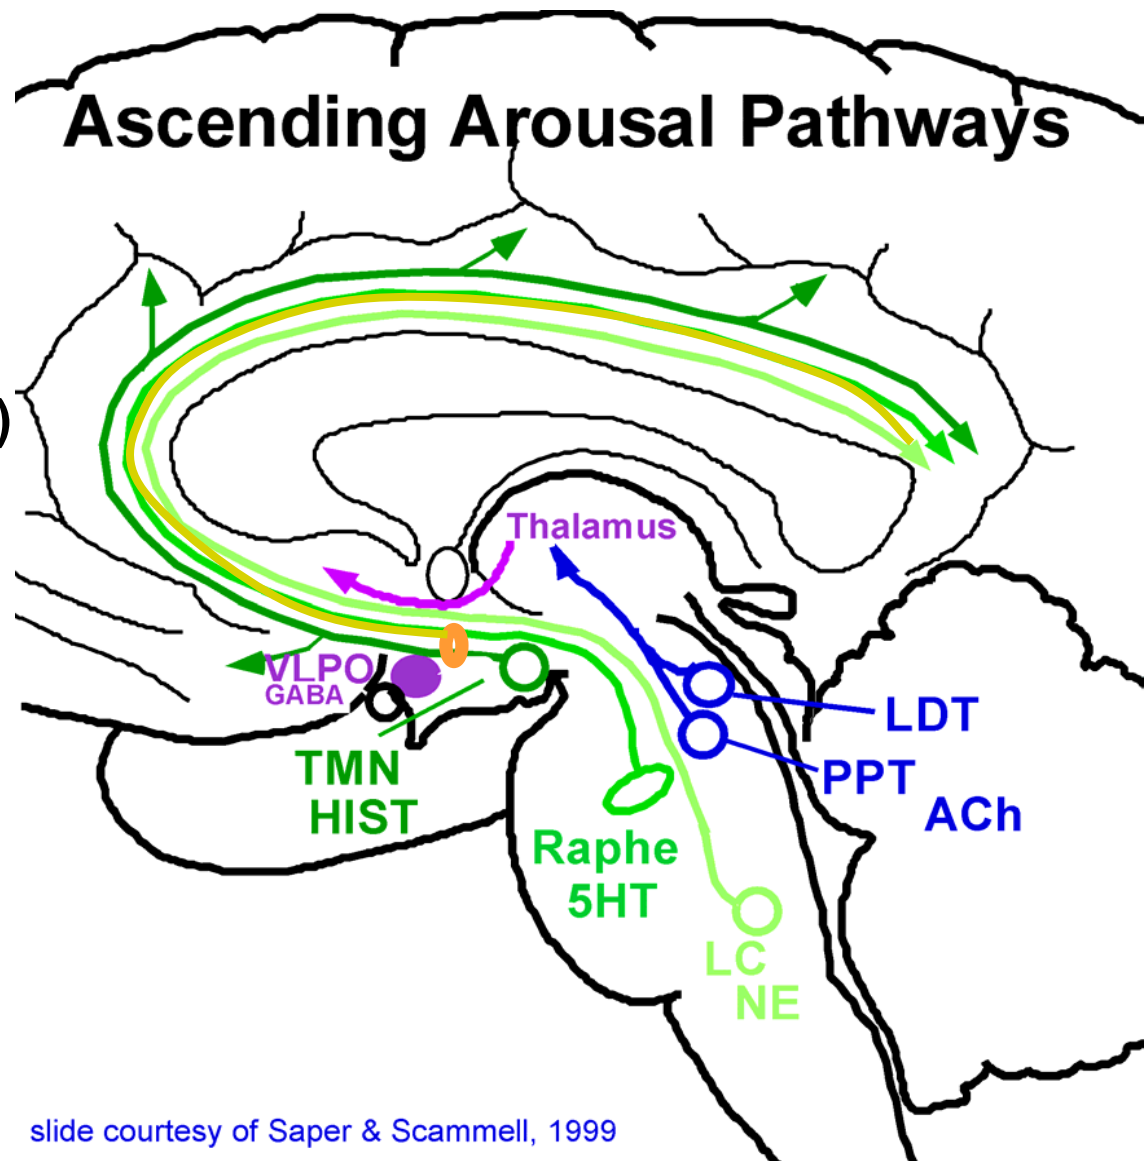 Ascending Arousal Pathways
)
Thalamus
VLPO
GABA
TMN
HIST
LDT
PPT
ACh
Raphe
5HT
LC
NE
slide courtesy of Saper & Scammell, 1999